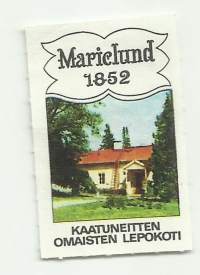 Marielund
1852
KAATUNEITTEN
OMAISTEN LEPOKOTI